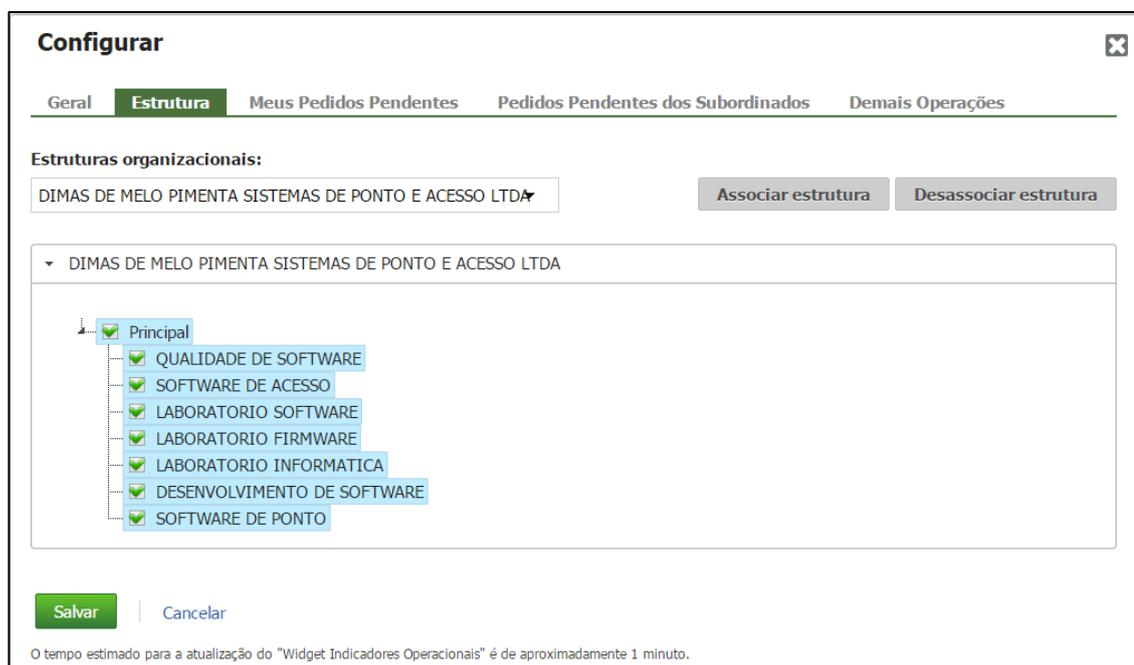 Configurar
Geral Estrutura Meus Pedidos Pendentes Pedidos Pendentes dos Subordinados Demais Operações
Estruturas organizacionais:
DIMAS DE MELO PIMENTA SISTEMAS DE PONTO E ACESSO LTDA Associar estrutura Desassociar estrutura
DIMAS DE MELO PIMENTA SISTEMAS DE PONTO E ACESSO LTDA
Principal
QUALIDADE DE SOFTWARE
SOFTWARE DE ACESSO
LABORATORIO SOFTWARE
LABORATORIO FIRMWARE
LABORATORIO INFORMATICA
DESENVOLVIMENTO DE SOFTWARE
SOFTWARE DE PONTO
Salvar Cancelar
O tempo estimado para a atualização do "Widget Indicadores Operacionais" é de aproximadamente 1 minuto.